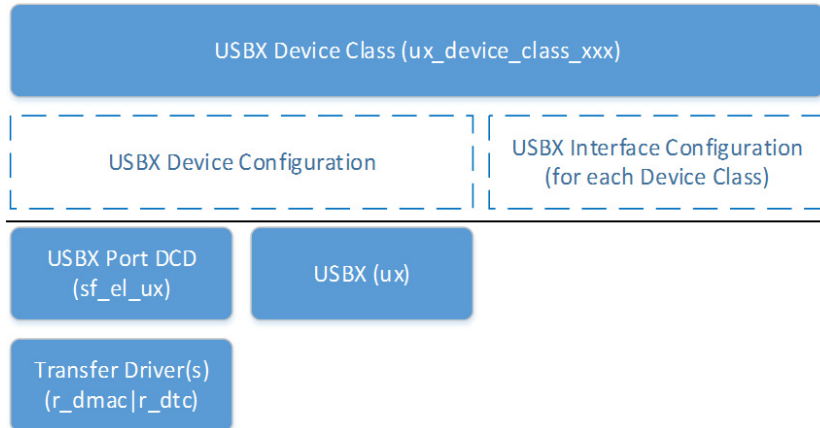 USBX Device Class (ux_device_class_xxx)
USBX Device Configuration
USBX Interface Configuration
(for each Device Class)
USBX Port DCD
(sf_el_ux)
USBX (ux)
Transfer Driver(s)
(r_dmac|r_dtc)